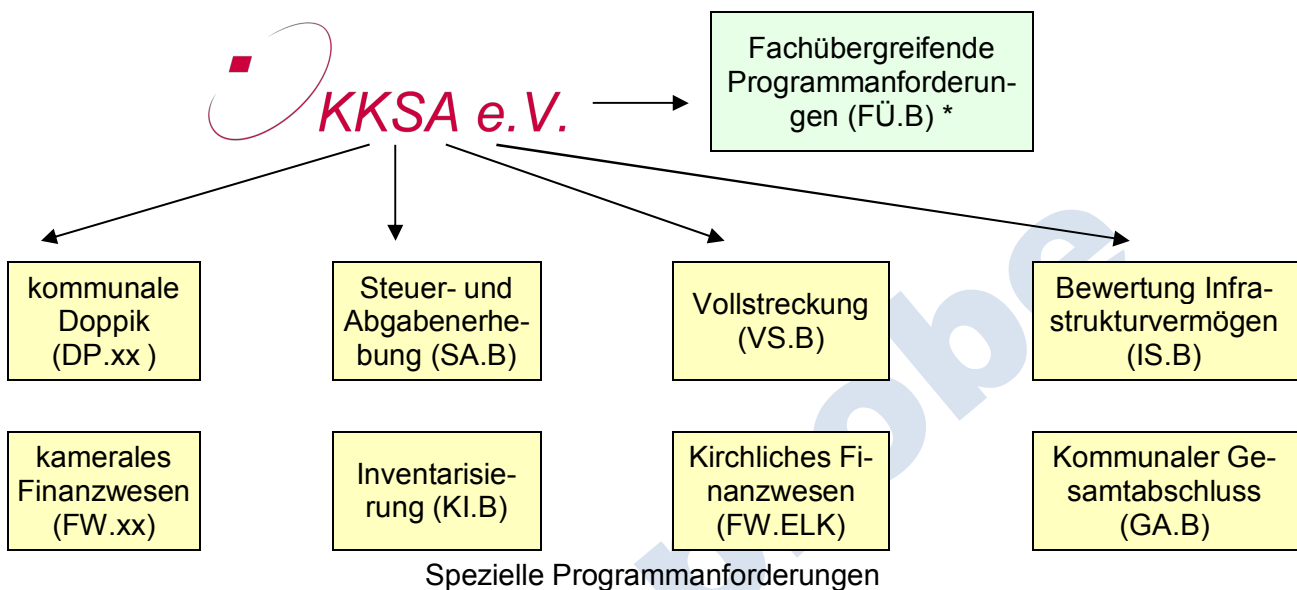 Fachübergreifende
Programmanforderun-
gen (FÜ.B) *
KKSA e.V.
kommunale
Doppik
(DP.xx )
Steuer- und
Abgabenerhe-
bung (SA.B)
Vollstreckung
(VS.B)
Bewertung Infra-
strukturvermögen
(IS.B)
kamerales
Finanzwesen
(FW.xx)
Inventarisie-
rung (KI.B)
Kirchliches Fi-
nanzwesen
(FW.ELK)
Kommunaler Ge-
samtabschluss
(GA.B)
Spezielle Programmanforderungen